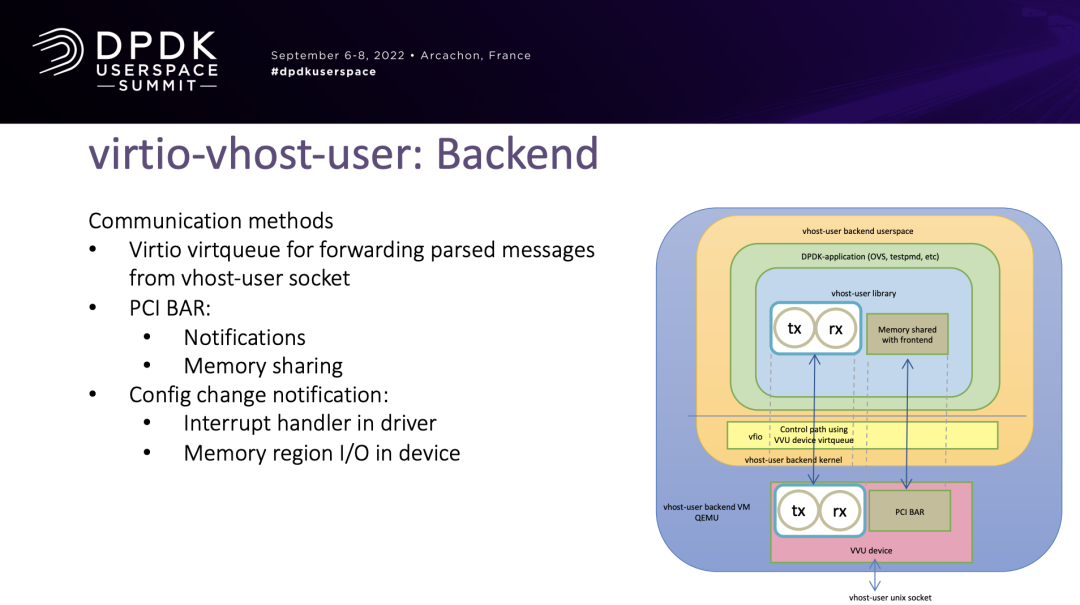 DPDK
USERSPACE
SUMMIT
September 6-8, 2022 • Arcachon, France
#dpdkuserspace
virtio-vhost-user: Backend
Communication methods
• Virtio virtqueue for forwarding parsed messages
from vhost-user socket
• PCI BAR:
• Notifications
• Memory sharing
• Config change notification:
• Interrupt handler in driver
• Memory region I/O in device
vhost-user backend userspace
DPDK-application (OVS, testpmd, etc)
vhost-user library
tx rx
Memory shared
with frontend
vfio
Control path using
VVU device virtqueue
vhost-user backend kernel
vhost-user backend VM
QEMU
tx rx
PCI BAR
VVU device
vhost-user unix socket